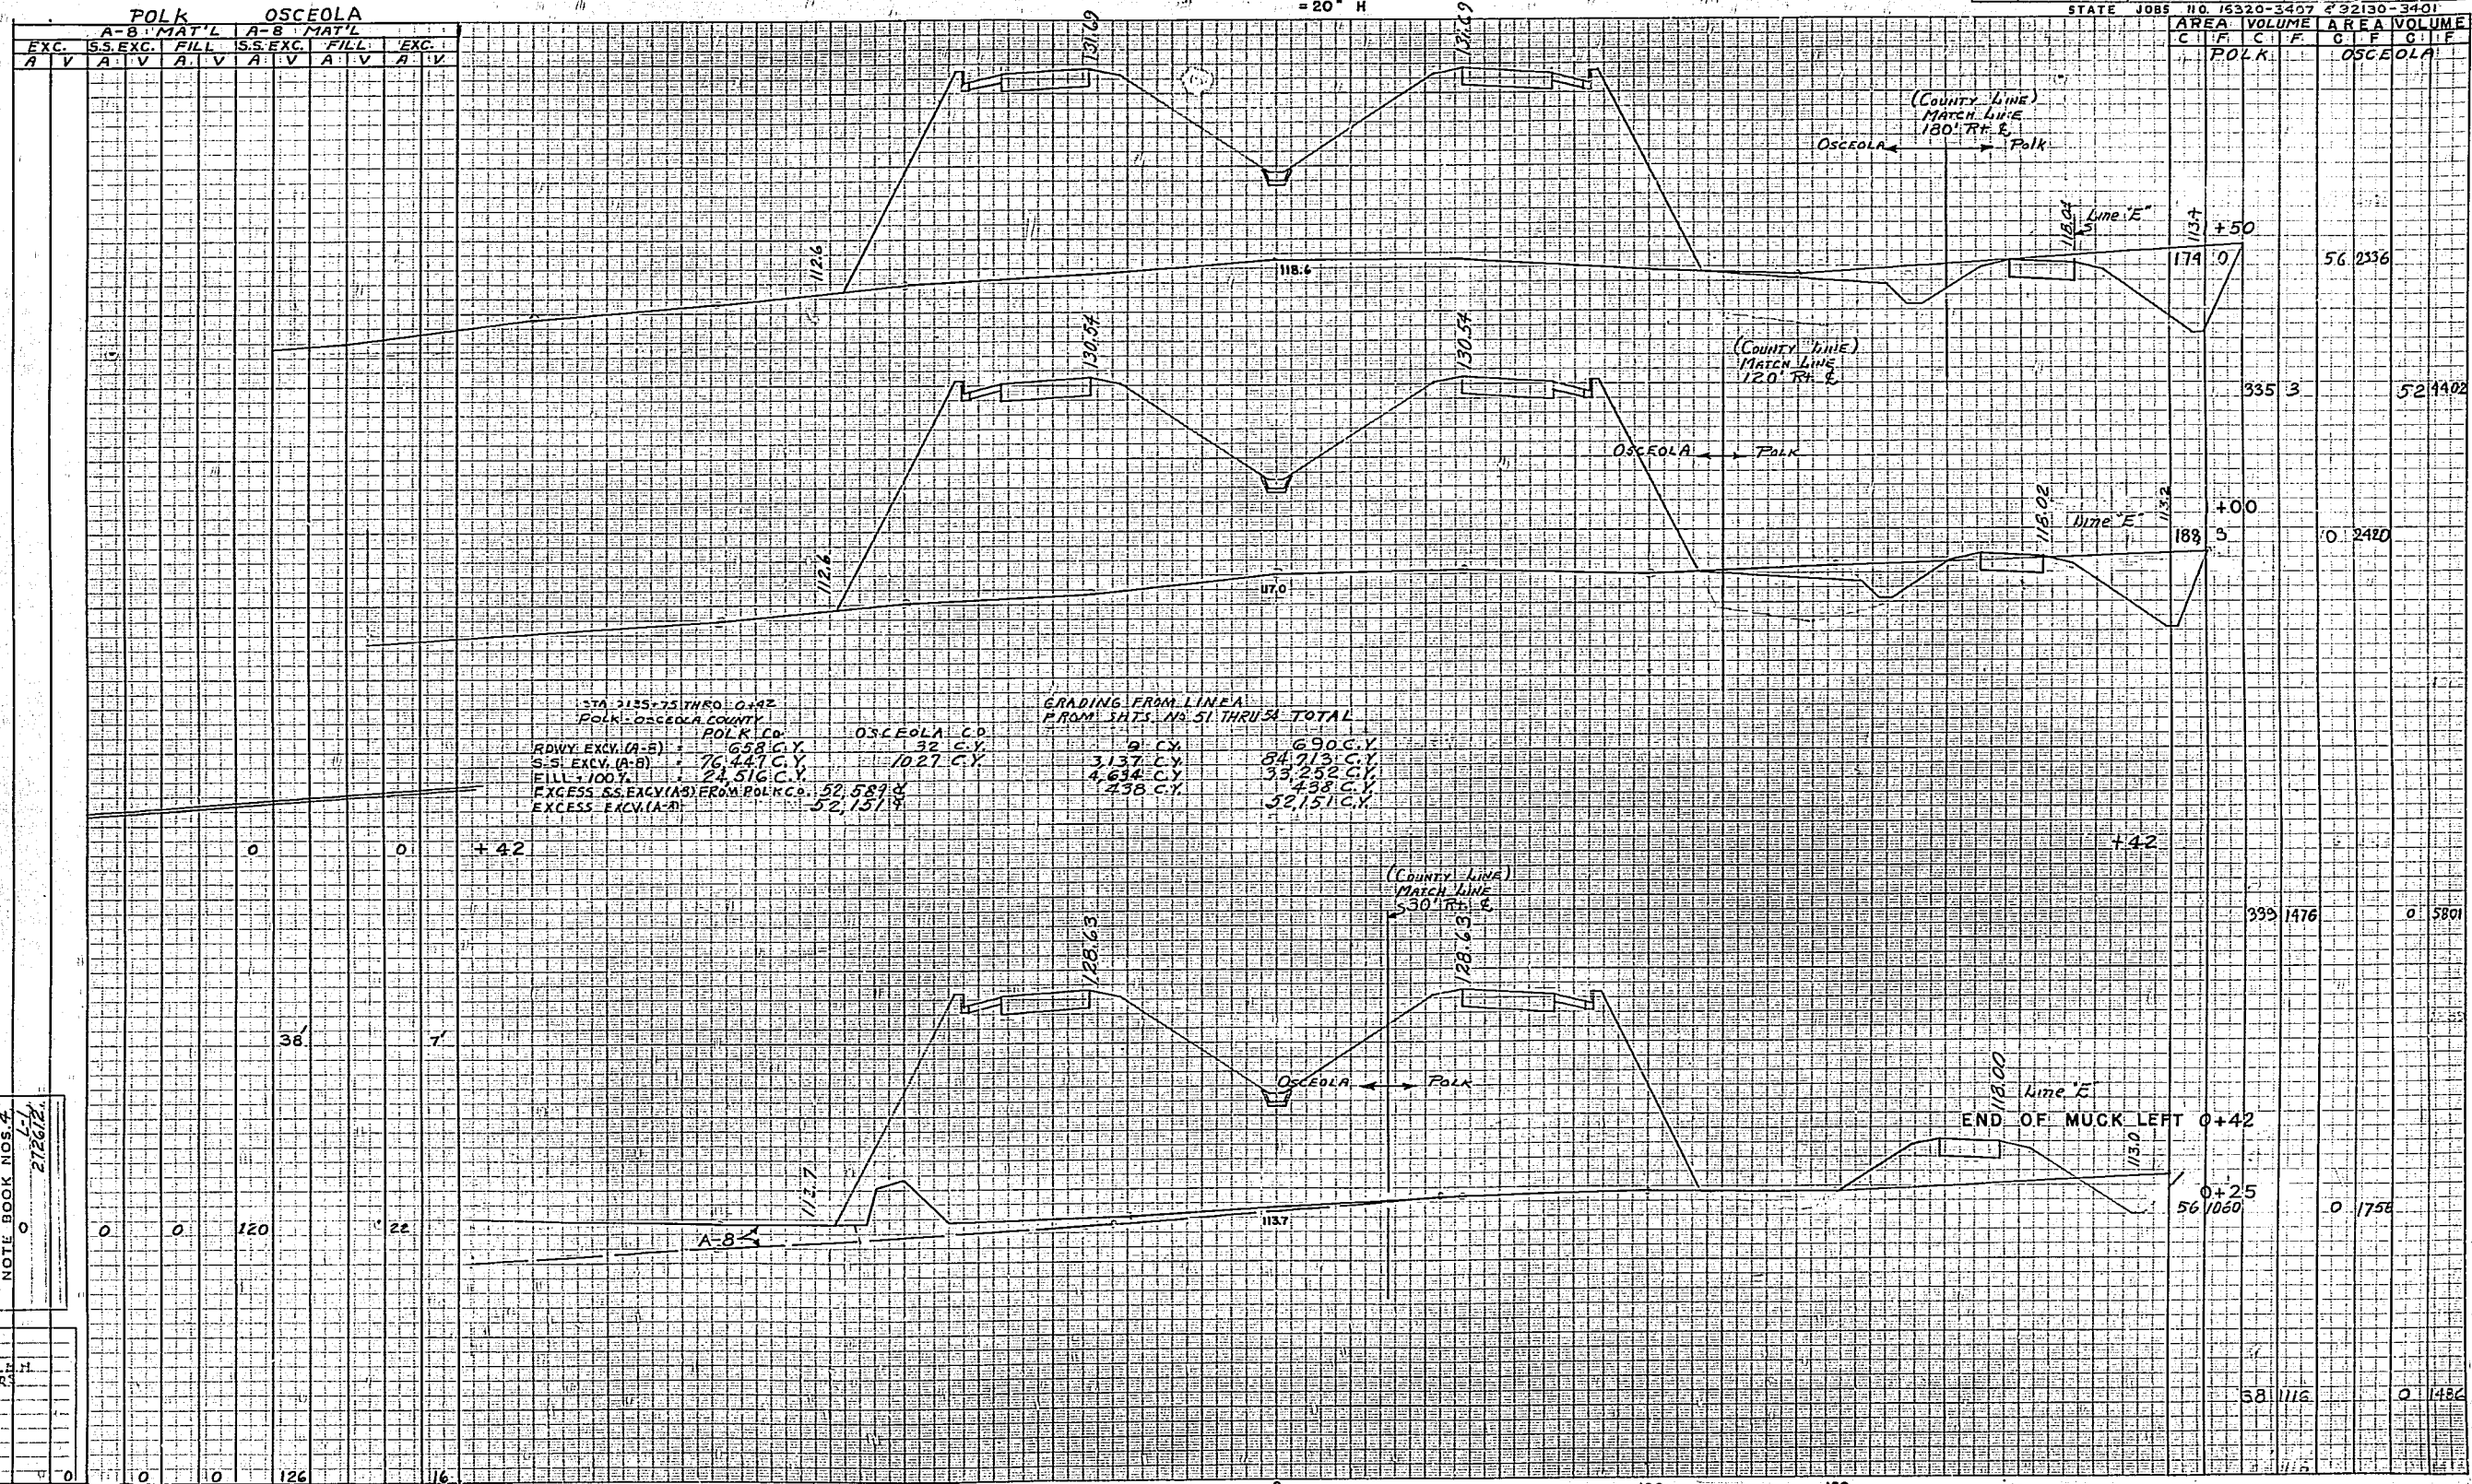 POLK OSCEOLA
= 20" H
STATE JOBS NO. 16320-3407 & 32130-3401
A-8 MAT'L A-8 MAT'L
EXC. S.S.EXC. FILL S.S.EXC. FILL EXC.
A V A V A V A V A V A V
AREA VOLUME AREA VOLUME
C F C F C F C F
POLK OSCEOLA
131.69 131.69
(COUNTY LINE)
MATCH LINE
180' Rt. ℄
OSCEOLA Polk
112.6
118.6
118.04 Line "E" 113.4 +50
174 0 56 2336
130.54 130.54
(COUNTY LINE)
MATCH LINE
120' Rt. ℄
335 3 52 4402
OSCEOLA POLK
112.6
117.0
118.02 Line "E" 113.2 +00
188 3 0 2420
STA. 2135+75 THRO 0+42
POLK-OSCEOLA COUNTY
GRADING FROM LINE A
FROM SHTS. NO 51 THRU 54 TOTAL
POLK CO. OSCEOLA CO
RDWY EXCV. (A-8) = 658 C.Y. 32 C.Y. 0 C.Y. 690 C.Y.
S.S. EXCV. (A-8) = 76,447 C.Y. 1027 C.Y. 3,137 C.Y. 84,713 C.Y.
FILL + 100% = 24,516 C.Y. 4,634 C.Y. 33,252 C.Y.
EXCESS S.S. EXCV (A-8) FROM POLK CO. 52,589 438 C.Y. 438 C.Y.
EXCESS EXCV. (A-8) 52,151 52,151 C.Y.
0 0 +42 +42
(COUNTY LINE)
MATCH LINE
30' Rt. ℄
339 1476 0 5801
128.63 128.63
38 7
OSCEOLA POLK
118.00 Line "E"
END OF MUCK LEFT 0+42
113.0
113.7
0+25
0 0 0 120 22 56 1060 0 1758
A-8
113.7
NOTE BOOK NOS. 4
38 1116 0 1486
0 0 0 126 16